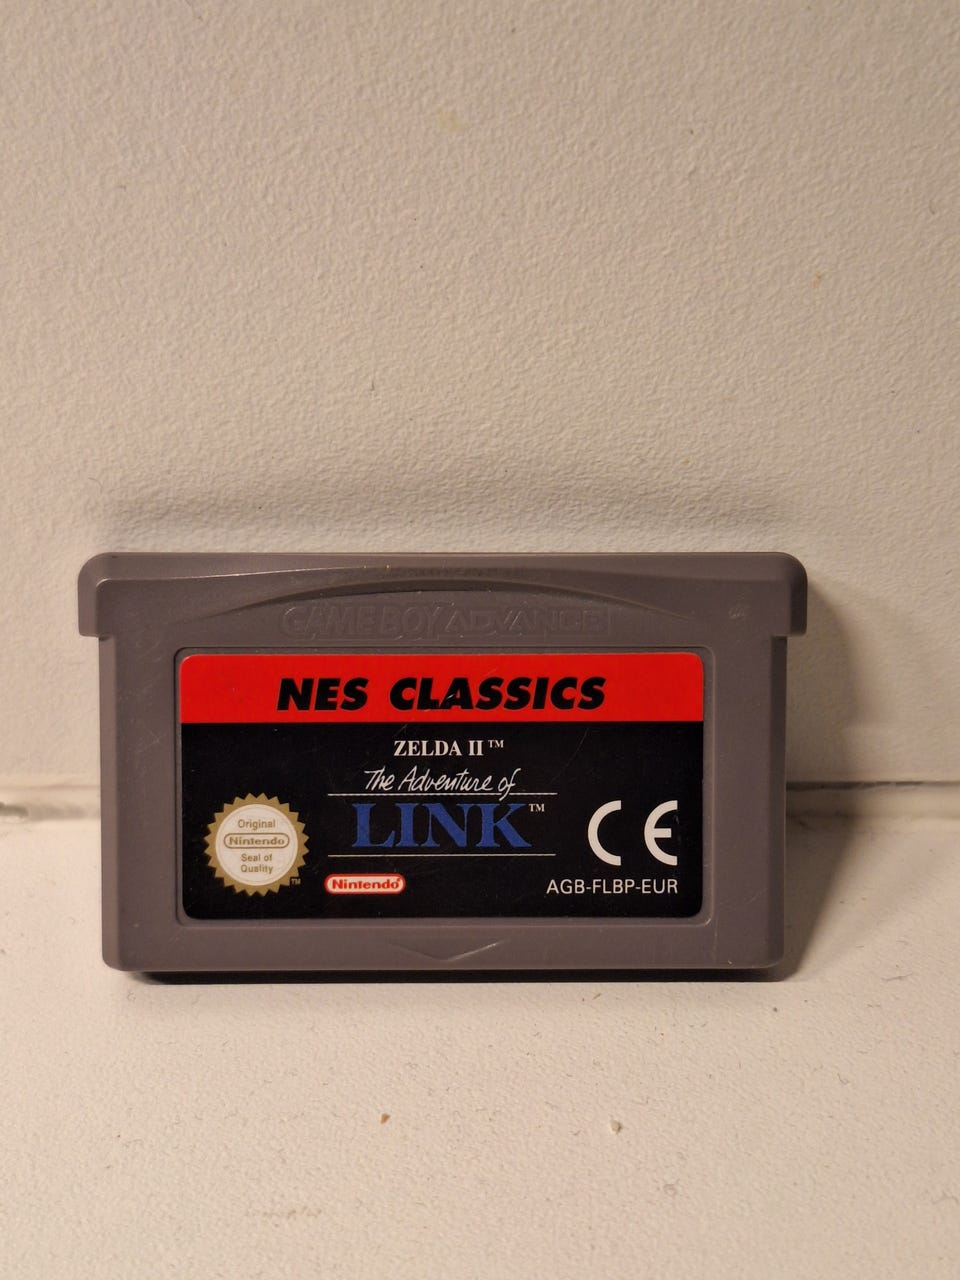 GAME BOY ADVANCE
NES CLASSICS
ZELDA II™
The Adventure of
LINK™
Original
Nintendo
Seal of
Quality
™
Nintendo
CE
AGB-FLBP-EUR